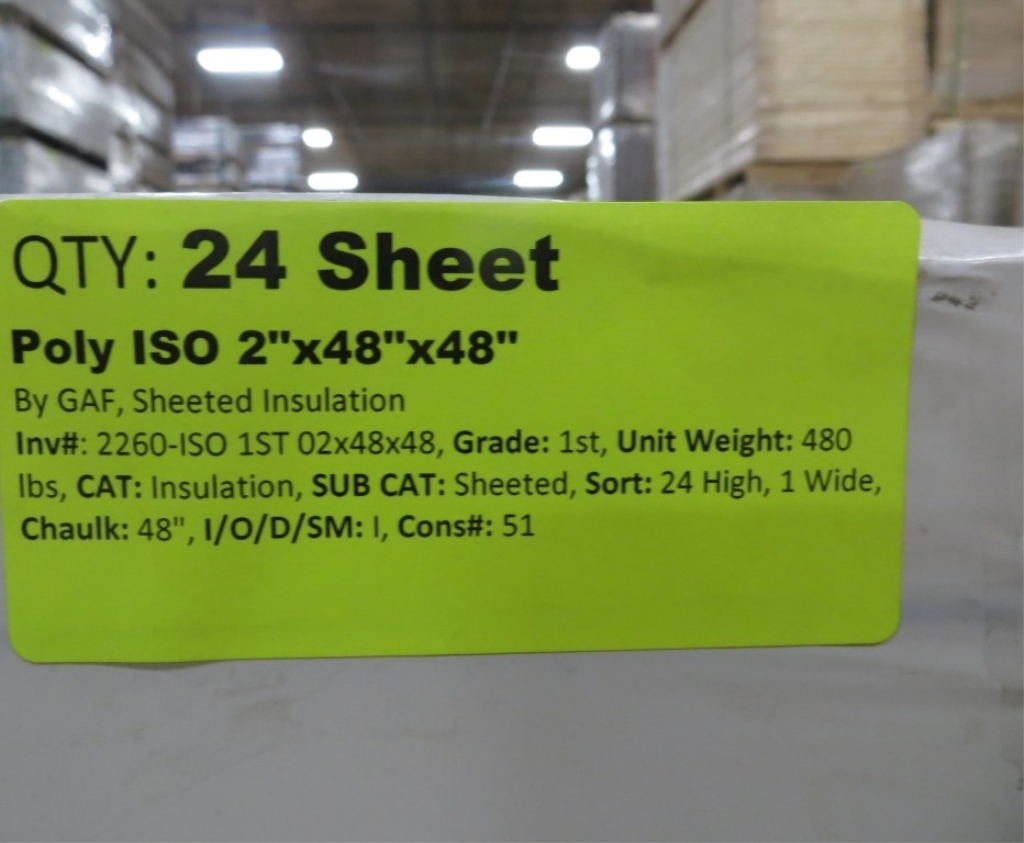 QTY: 24 Sheet
Poly ISO 2"x48"x48"
By GAF, Sheeted Insulation
Inv#: 2260-ISO 1ST 02x48x48, Grade: 1st, Unit Weight: 480
lbs, CAT: Insulation, SUB CAT: Sheeted, Sort: 24 High, 1 Wide,
Chaulk: 48", I/O/D/SM: I, Cons#: 51